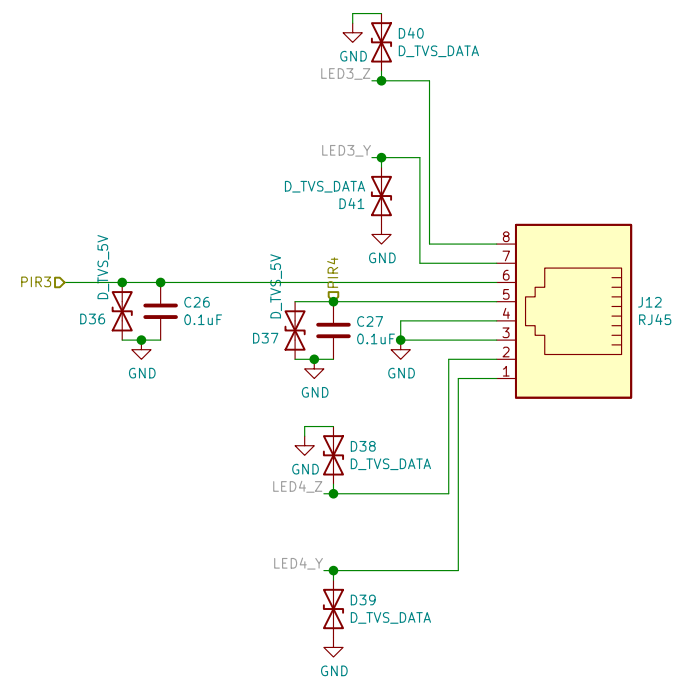 D40
D_TVS_DATA
GND
LED3_Z
LED3_Y
D_TVS_DATA
D41
GND
8
7
6
5
4
3
2
1
J12
RJ45
PIR3
D_TVS_5V
D36
C26
0.1uF
GND
D_TVS_5V
D37
PIR4
C27
0.1uF
GND
GND
D38
D_TVS_DATA
GND
LED4_Z
LED4_Y
D39
D_TVS_DATA
GND